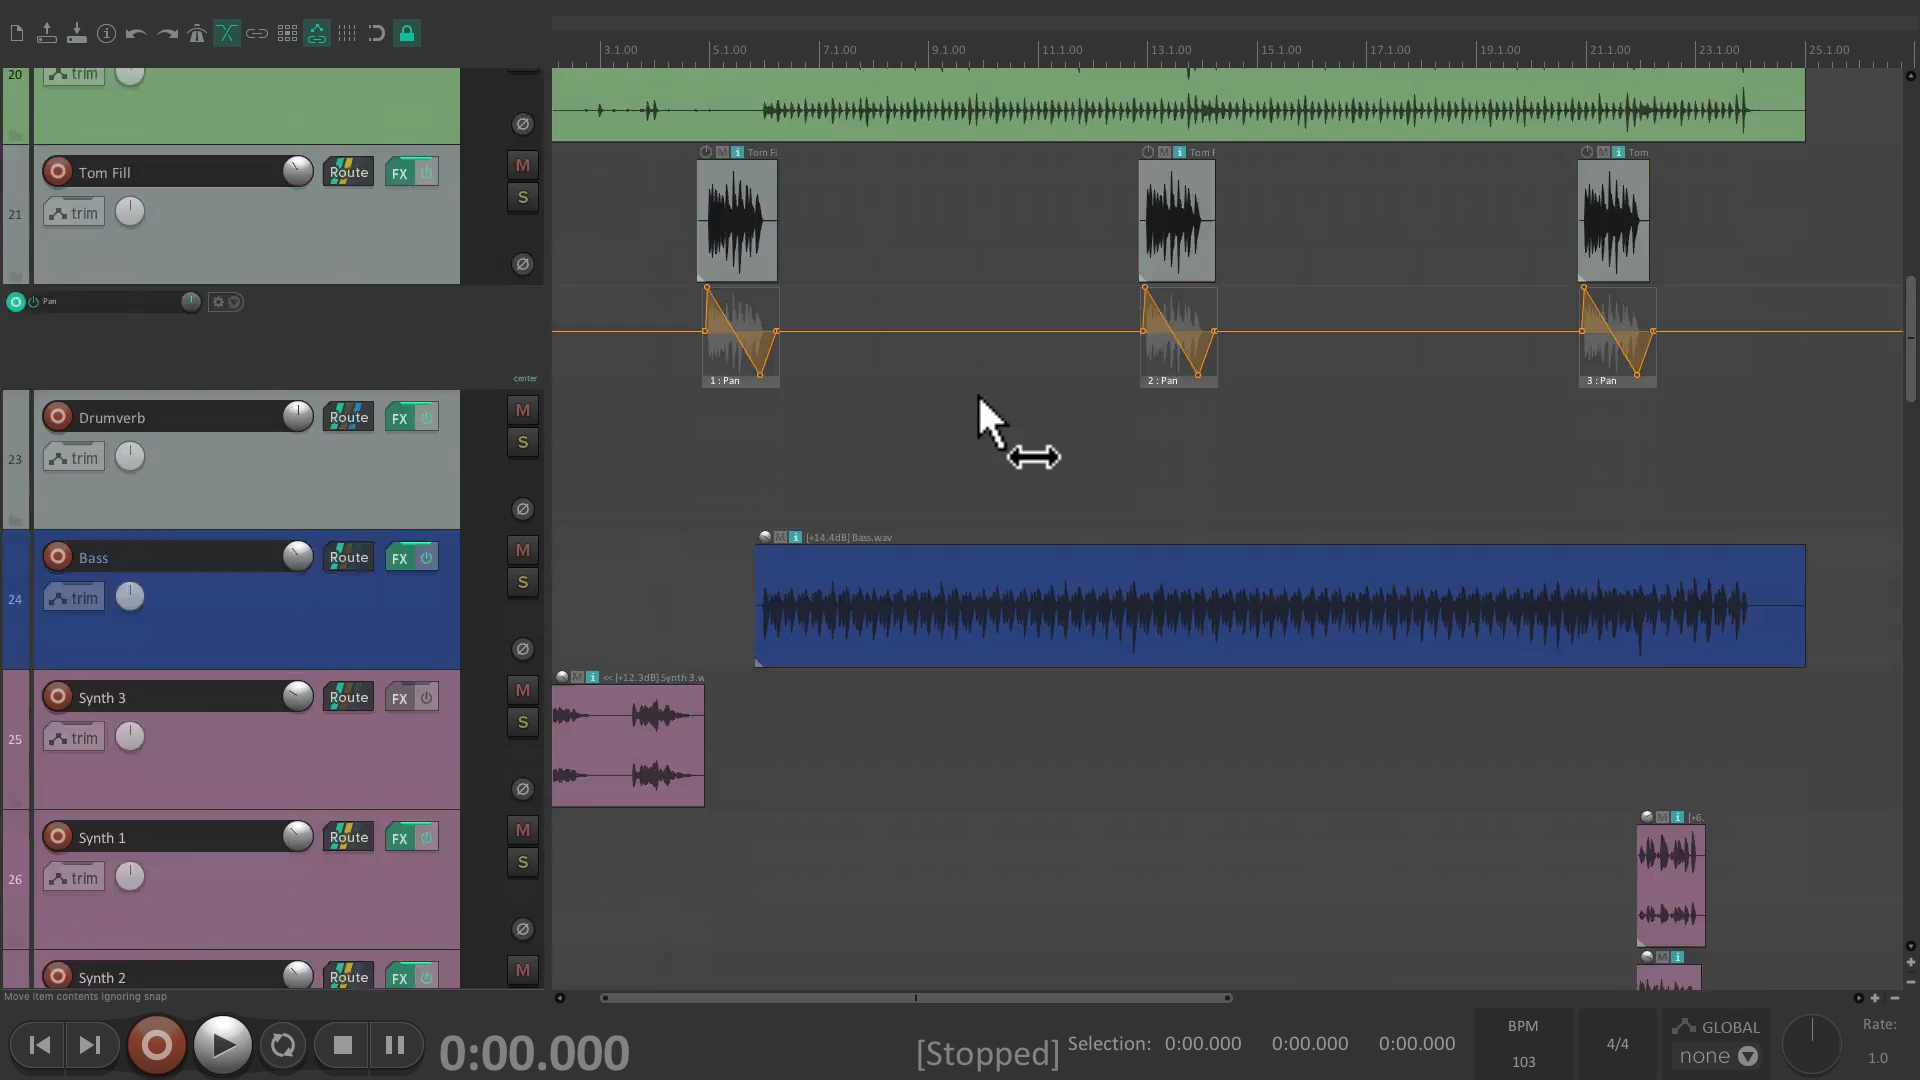 3.1.00 5.1.00 7.1.00 9.1.00 11.1.00 13.1.00 15.1.00 17.1.00 19.1.00 21.1.00 23.1.00 25.1.00
20 trim
M i Tom Fi M i Tom F M i Tom
Tom Fill Route FX M
S
21 trim
Pan
center
1 : Pan 2 : Pan 3 : Pan
Drumverb Route FX M
S
23 trim
M i [+14.4dB] Bass.wav
Bass Route FX M
S
24 trim
M i << [+12.3dB] Synth 3.w
Synth 3 Route FX M
S
25 trim
M i [+6.
Synth 1 Route FX M
S
26 trim
M i
Synth 2 Route FX M
Move item contents ignoring snap
0:00.000 [Stopped] Selection: 0:00.000 0:00.000 0:00.000
BPM
103
4/4
GLOBAL
none
Rate:
1.0